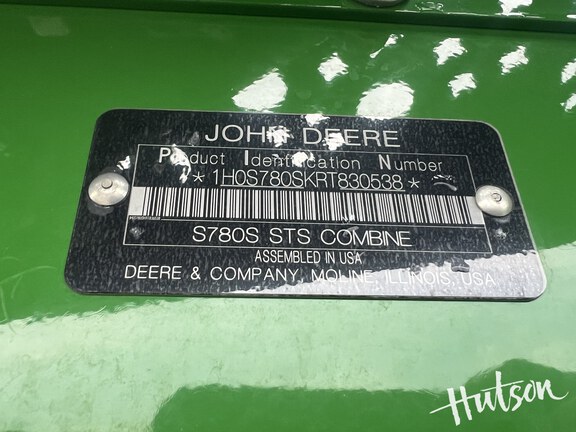 JOHN DEERE
Product Identification Number
*1H0S780SKRT830538*
S780S STS COMBINE
ASSEMBLED IN USA
DEERE & COMPANY, MOLINE, ILLINOIS, USA
Hutson